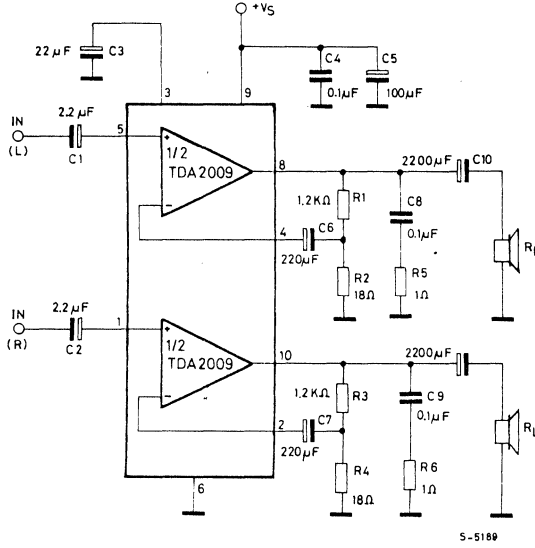 +VS
22µF
C3
C4
0.1µF
C5
100µF
3
9
IN
(L)
2.2µF
C1
5
+
1/2
TDA2009
−
8
4
C6
220µF
R1
1.2KΩ
R2
18Ω
C8
0.1µF
R5
1Ω
2200µF
C10
IN
(R)
2.2µF
C2
1
+
1/2
TDA2009
−
10
2
C7
220µF
R3
1.2KΩ
R4
18Ω
C9
0.1µF
R6
1Ω
2200µF
RL
6
S-5189